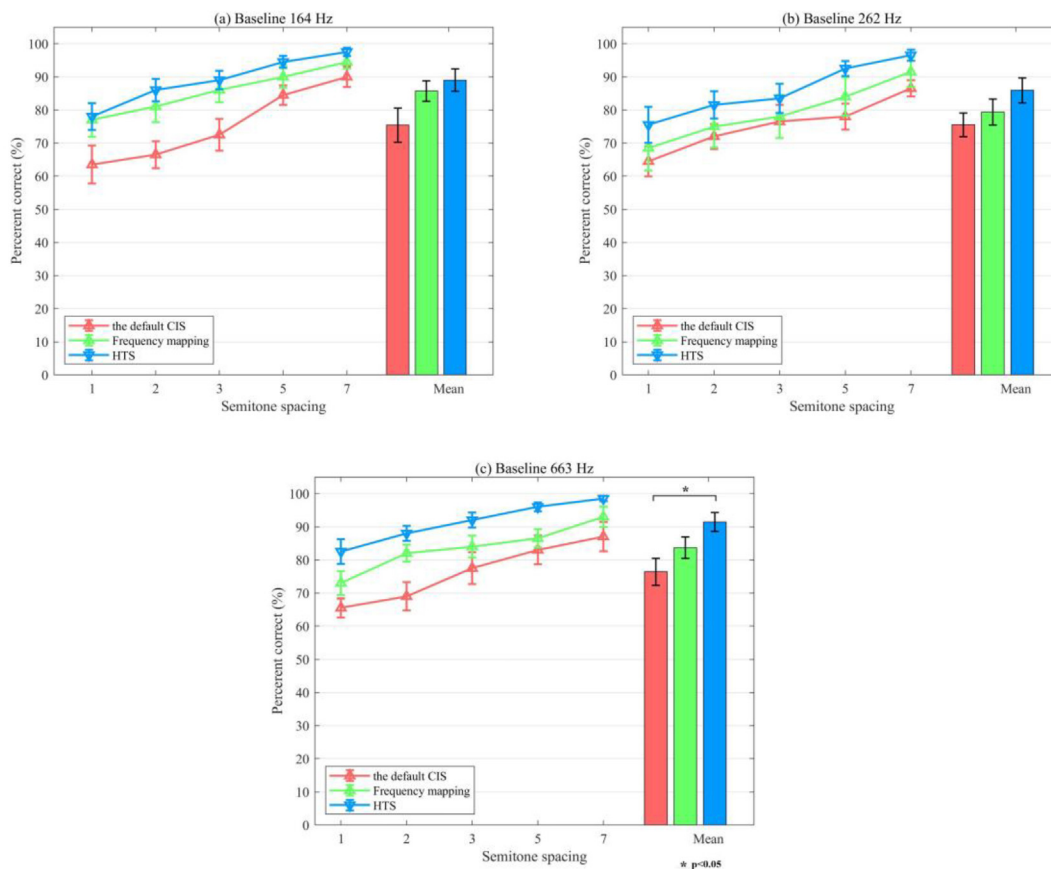 (a) Baseline 164 Hz
100
90
80
70
60
50
40
30
20
10
0
Percerent correct (%)
the default CIS
Frequency mapping
HTS
1 2 3 5 7 Mean
Semitone spacing
(b) Baseline 262 Hz
100
90
80
70
60
50
40
30
20
10
0
Percerent correct (%)
the default CIS
Frequency mapping
HTS
1 2 3 5 7 Mean
Semitone spacing
(c) Baseline 663 Hz
100
90
80
70
60
50
40
30
20
10
0
Percerent correct (%)
*
the default CIS
Frequency mapping
HTS
1 2 3 5 7 Mean
Semitone spacing
* p<0.05